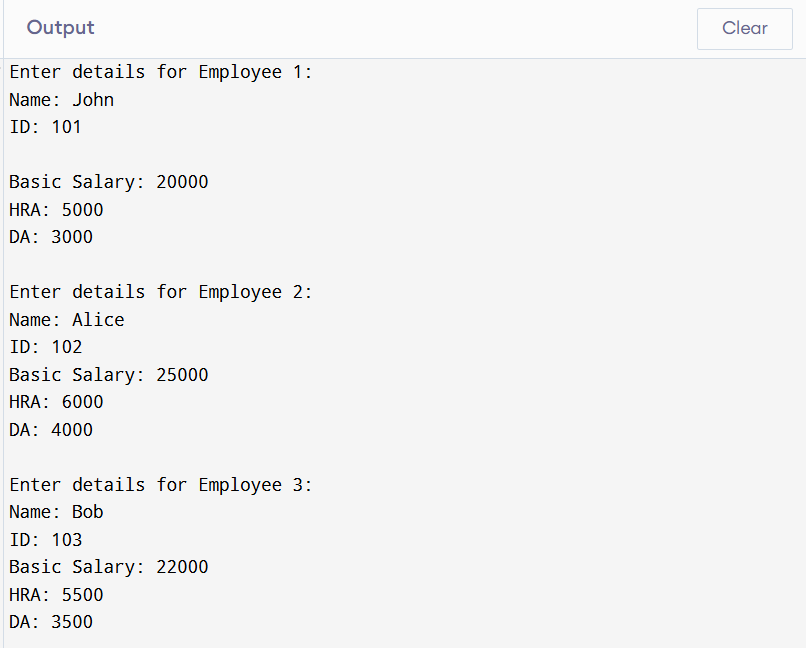 Output
Clear
Enter details for Employee 1:
Name: John
ID: 101
Basic Salary: 20000
HRA: 5000
DA: 3000
Enter details for Employee 2:
Name: Alice
ID: 102
Basic Salary: 25000
HRA: 6000
DA: 4000
Enter details for Employee 3:
Name: Bob
ID: 103
Basic Salary: 22000
HRA: 5500
DA: 3500